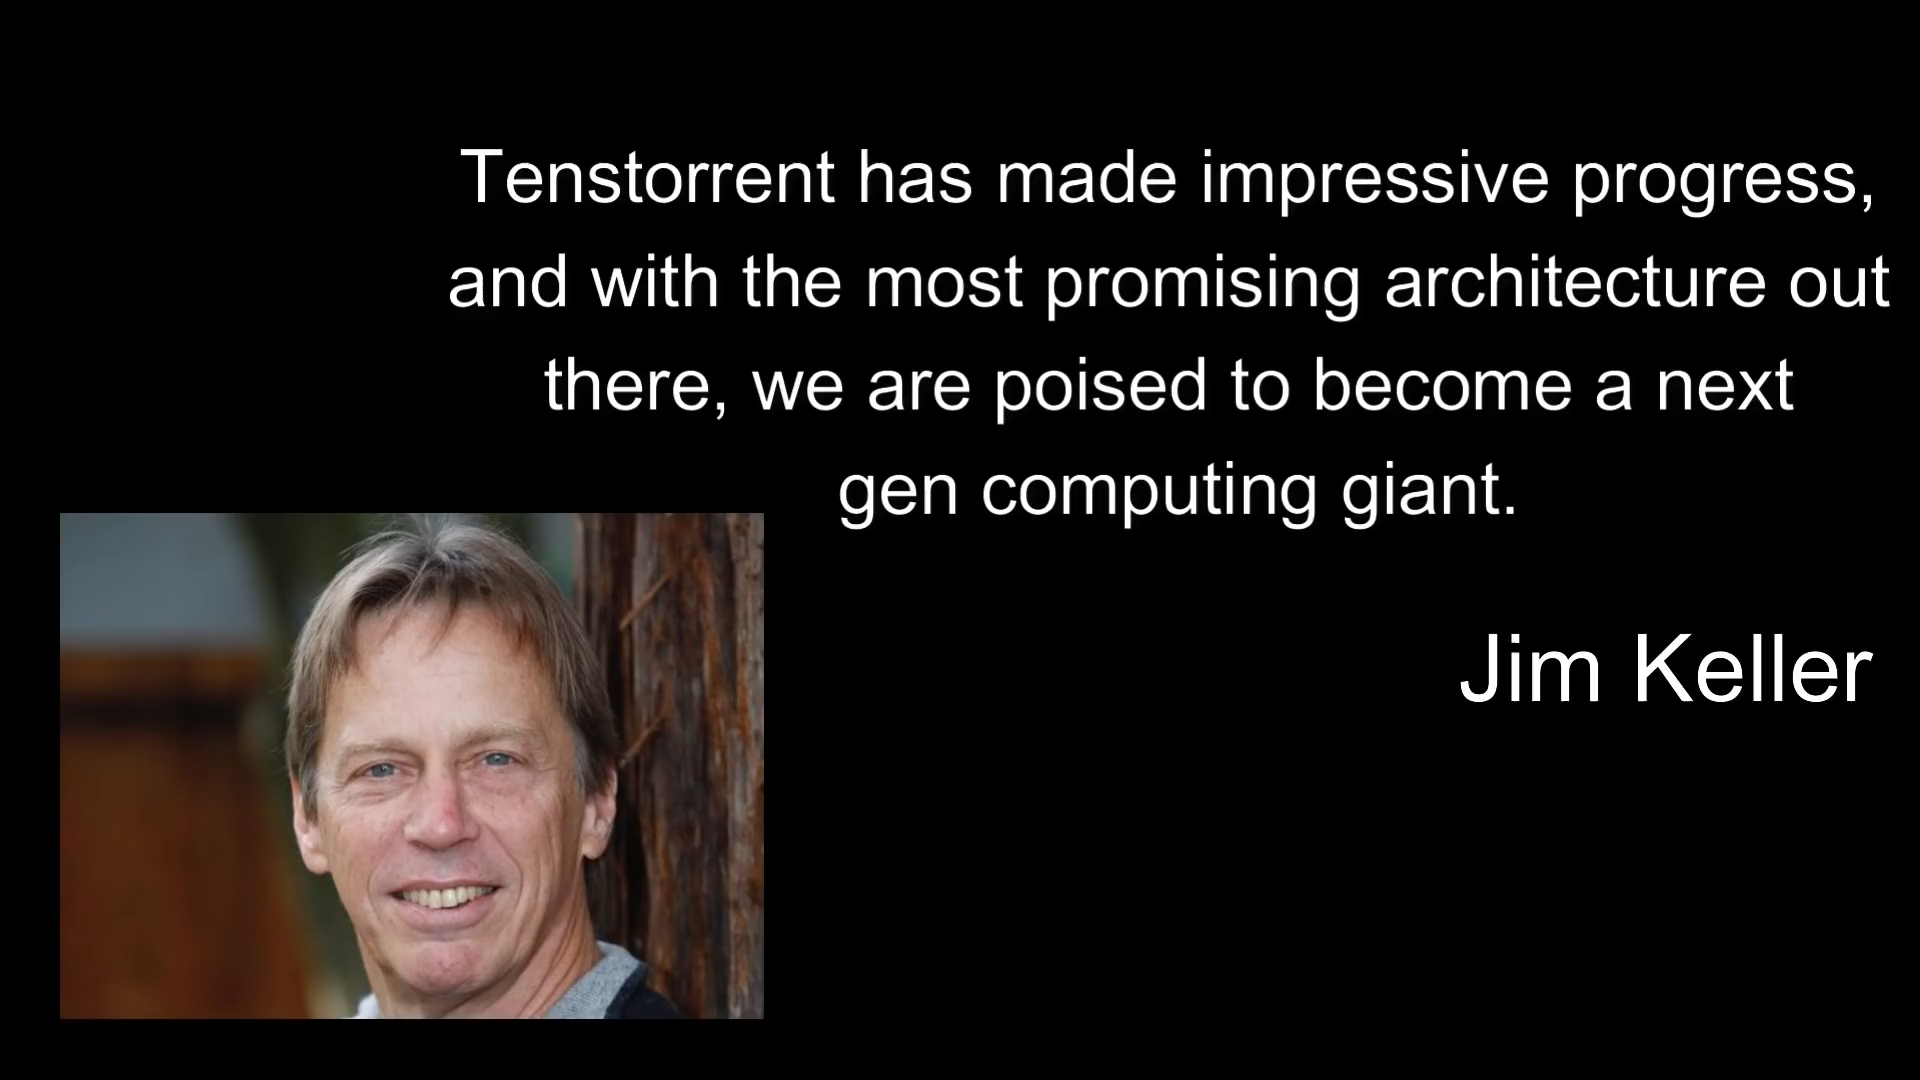 Tenstorrent has made impressive progress,
and with the most promising architecture out
there, we are poised to become a next
gen computing giant.
Jim Keller